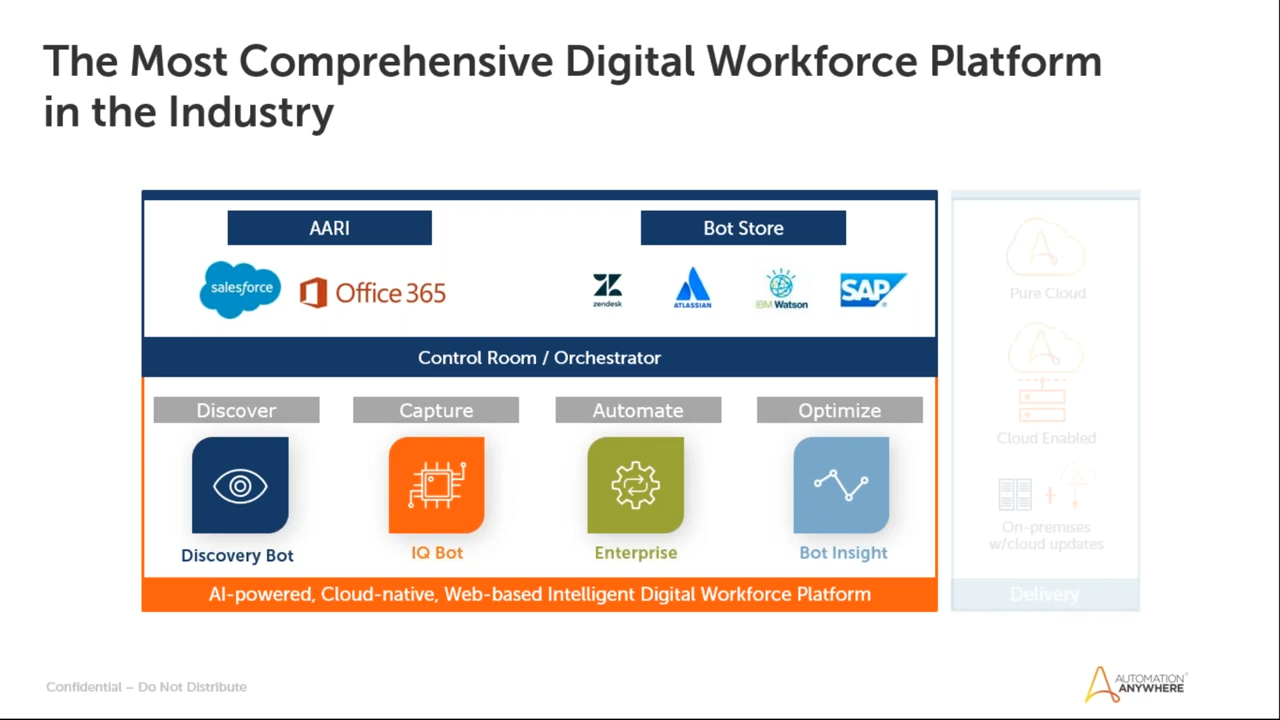 The Most Comprehensive Digital Workforce Platform
in the Industry
AARI
Bot Store
salesforce
Office 365
zendesk
ATLASSIAN
IBM Watson
SAP
Control Room / Orchestrator
Discover
Capture
Automate
Optimize
Discovery Bot
IQ Bot
Enterprise
Bot Insight
AI-powered, Cloud-native, Web-based Intelligent Digital Workforce Platform
Pure Cloud
Cloud Enabled
On-premises
w/cloud updates
Delivery
Confidential – Do Not Distribute
AUTOMATION
ANYWHERE